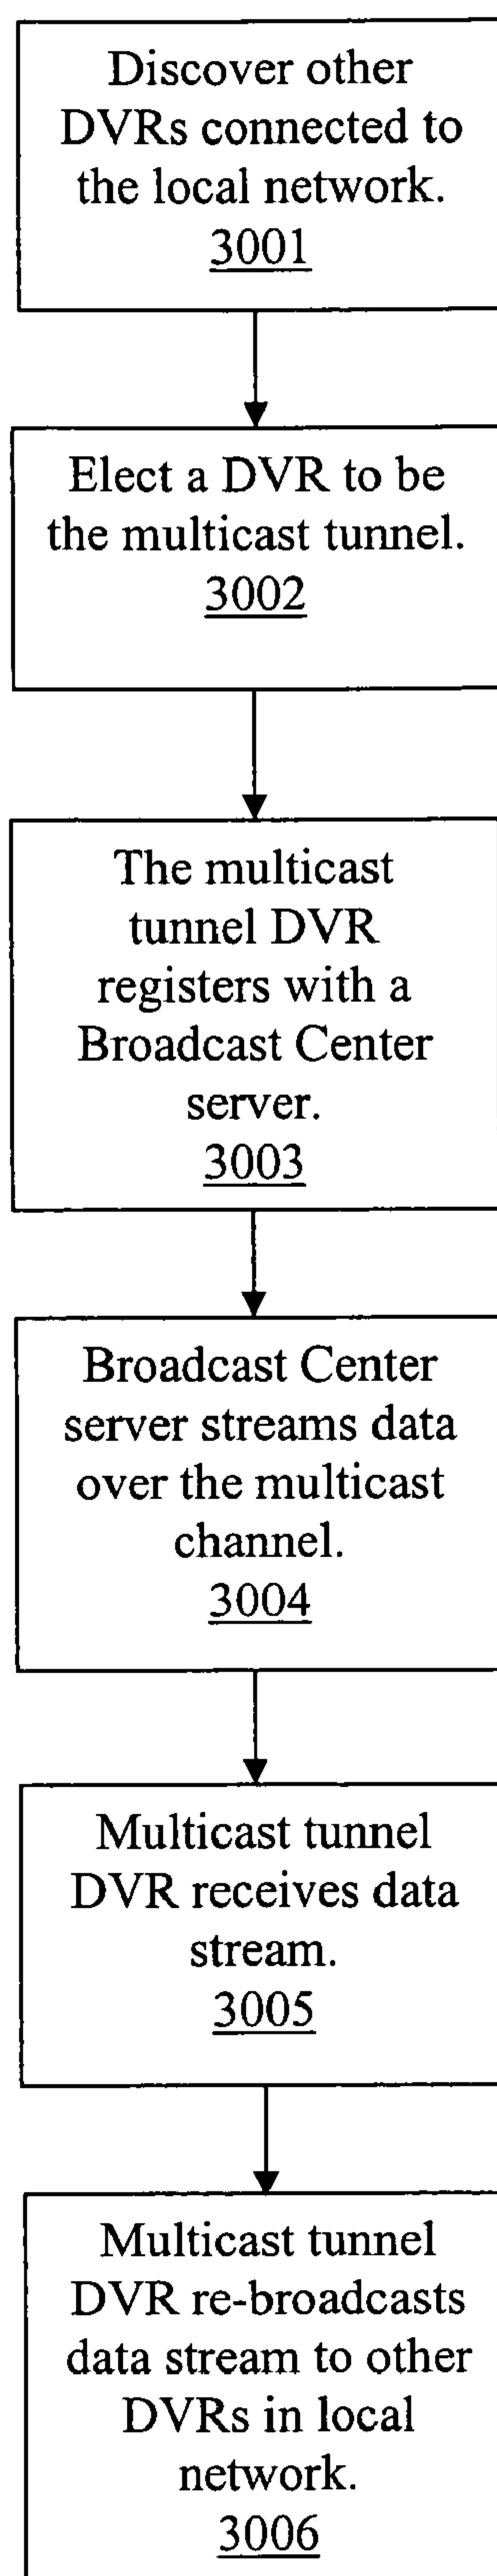 Discover other
DVRs connected to
the local network.
3001
Elect a DVR to be
the multicast tunnel.
3002
The multicast
tunnel DVR
registers with a
Broadcast Center
server.
3003
Broadcast Center
server streams data
over the multicast
channel.
3004
Multicast tunnel
DVR receives data
stream.
3005
Multicast tunnel
DVR re-broadcasts
data stream to other
DVRs in local
network.
3006